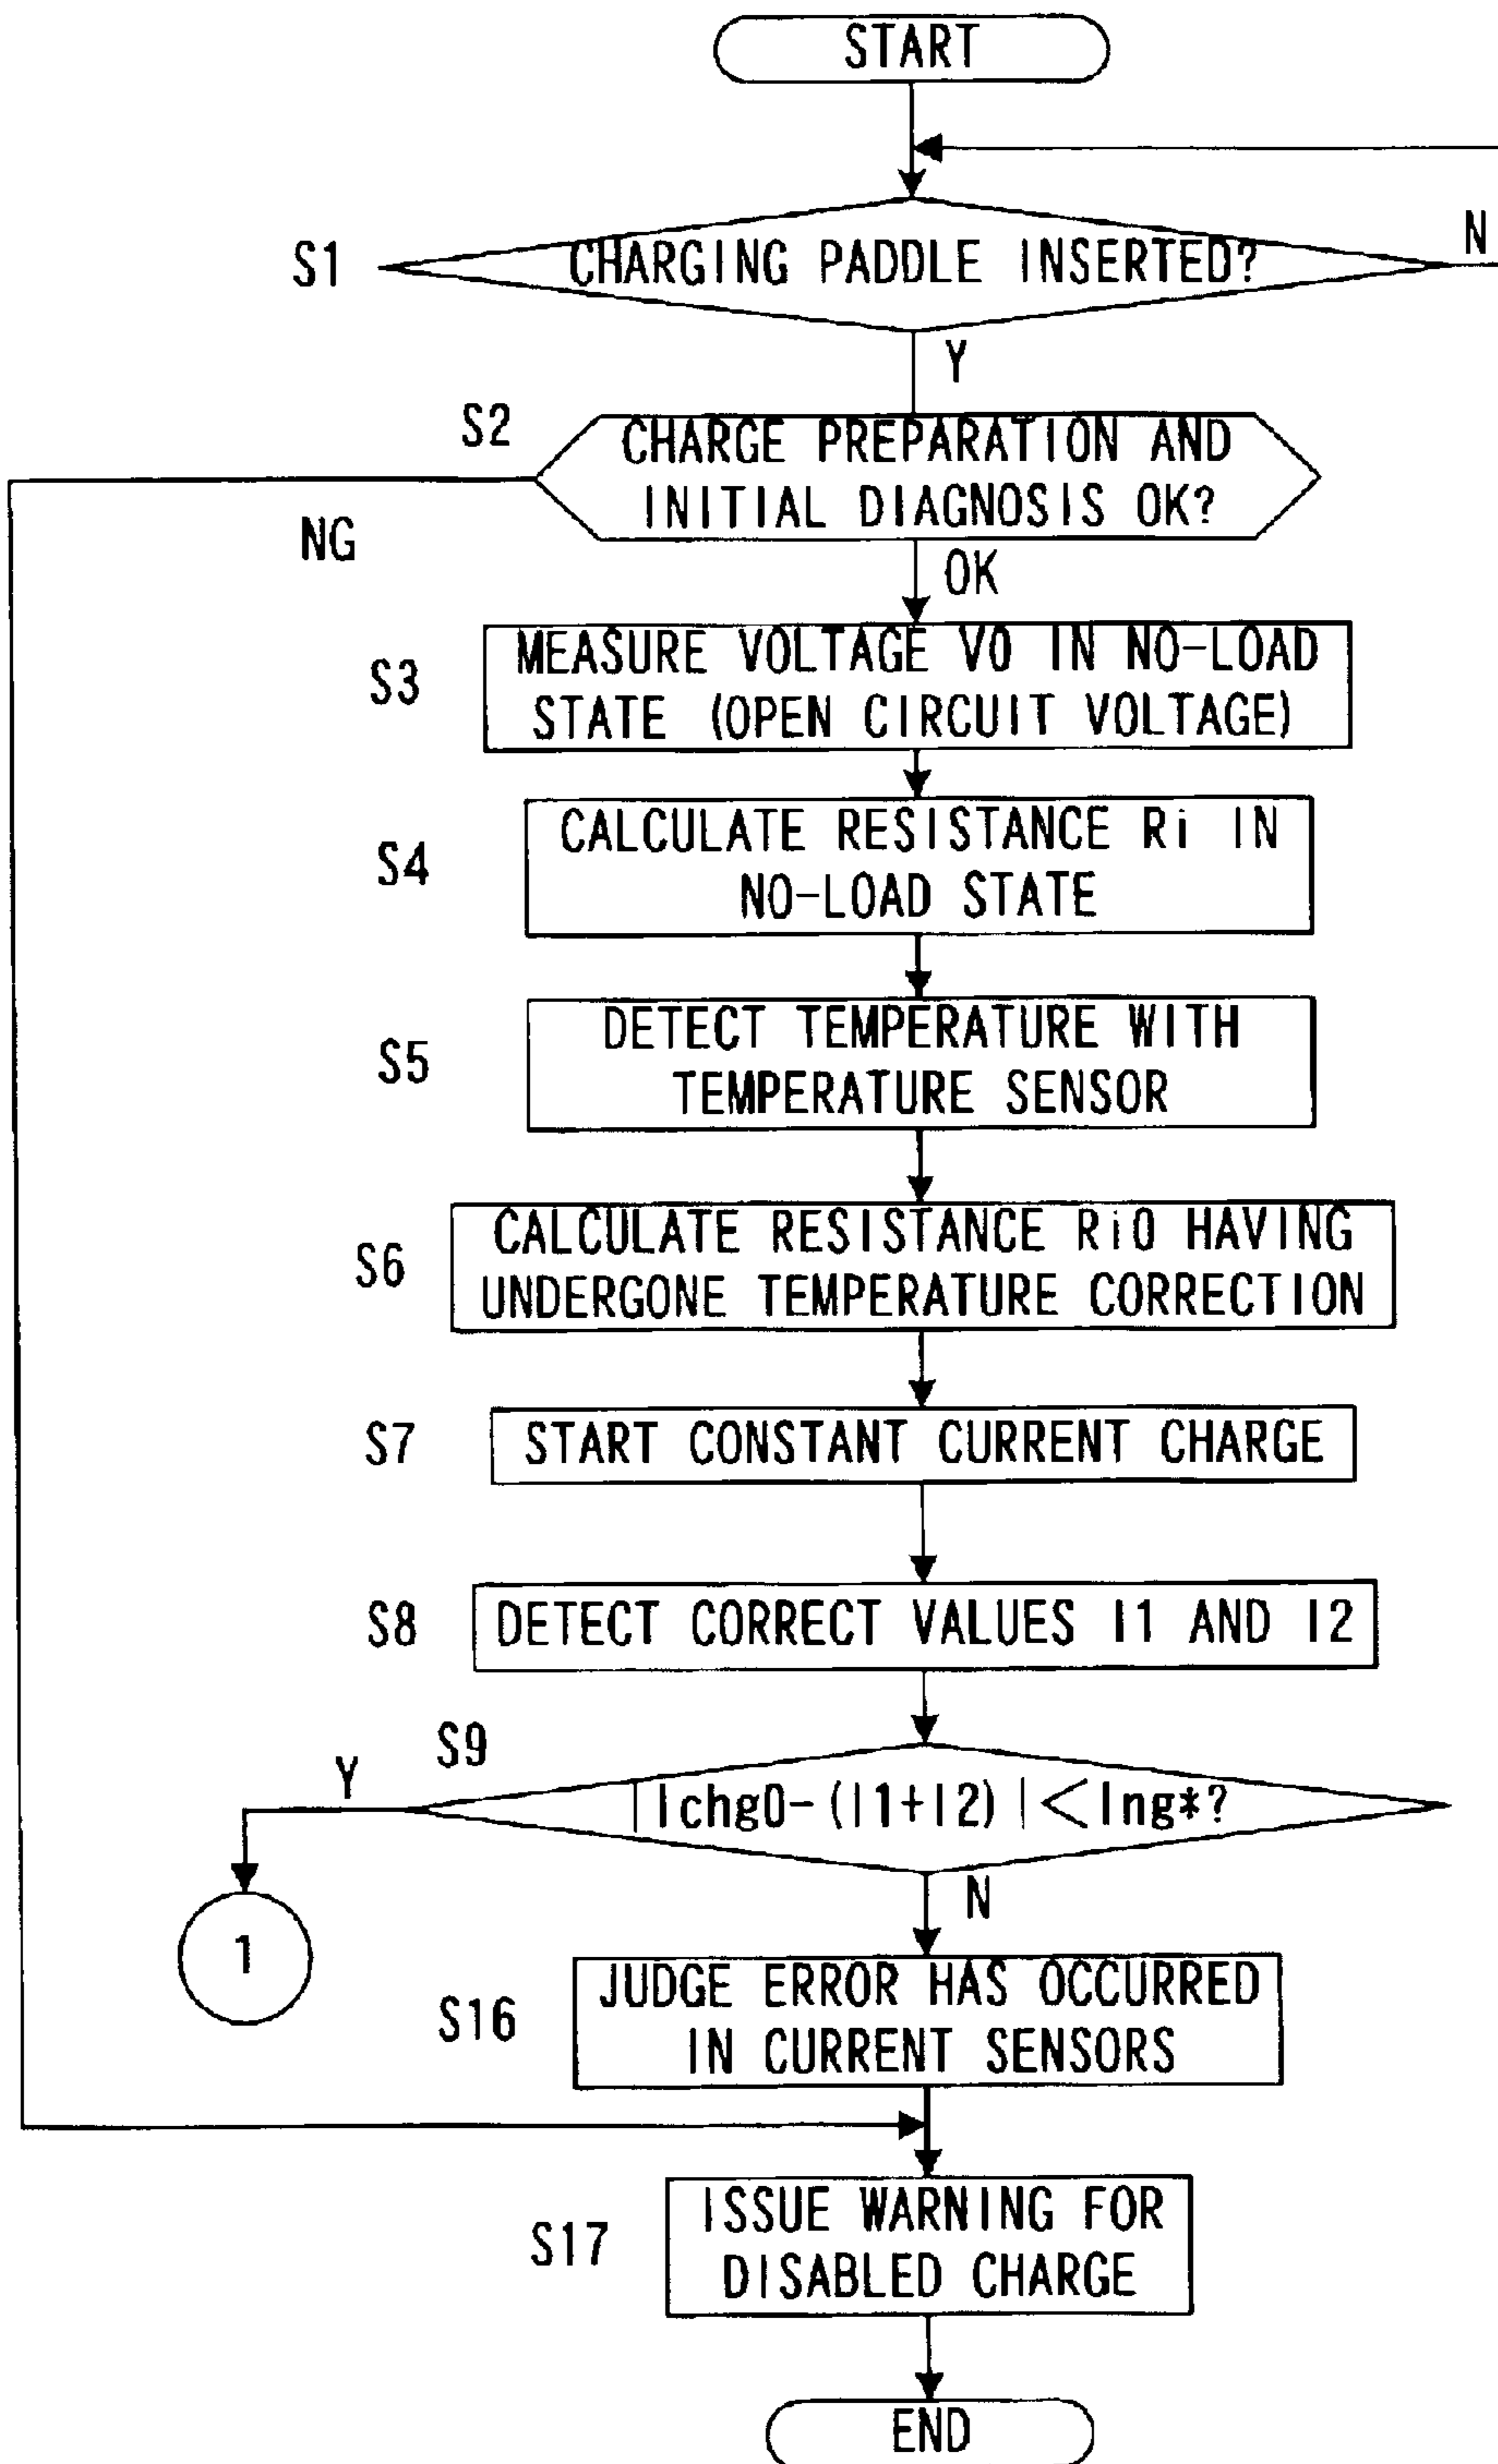 START
S1
CHARGING PADDLE INSERTED?
N
Y
S2
CHARGE PREPARATION AND
INITIAL DIAGNOSIS OK?
NG
OK
S3
MEASURE VOLTAGE V0 IN NO-LOAD
STATE (OPEN CIRCUIT VOLTAGE)
S4
CALCULATE RESISTANCE Ri IN
NO-LOAD STATE
S5
DETECT TEMPERATURE WITH
TEMPERATURE SENSOR
S6
CALCULATE RESISTANCE Ri0 HAVING
UNDERGONE TEMPERATURE CORRECTION
S7
START CONSTANT CURRENT CHARGE
S8
DETECT CORRECT VALUES I1 AND I2
S9
Y
|Ichg0-(I1+I2)|<Ing*?
N
1
S16
JUDGE ERROR HAS OCCURRED
IN CURRENT SENSORS
S17
ISSUE WARNING FOR
DISABLED CHARGE
END